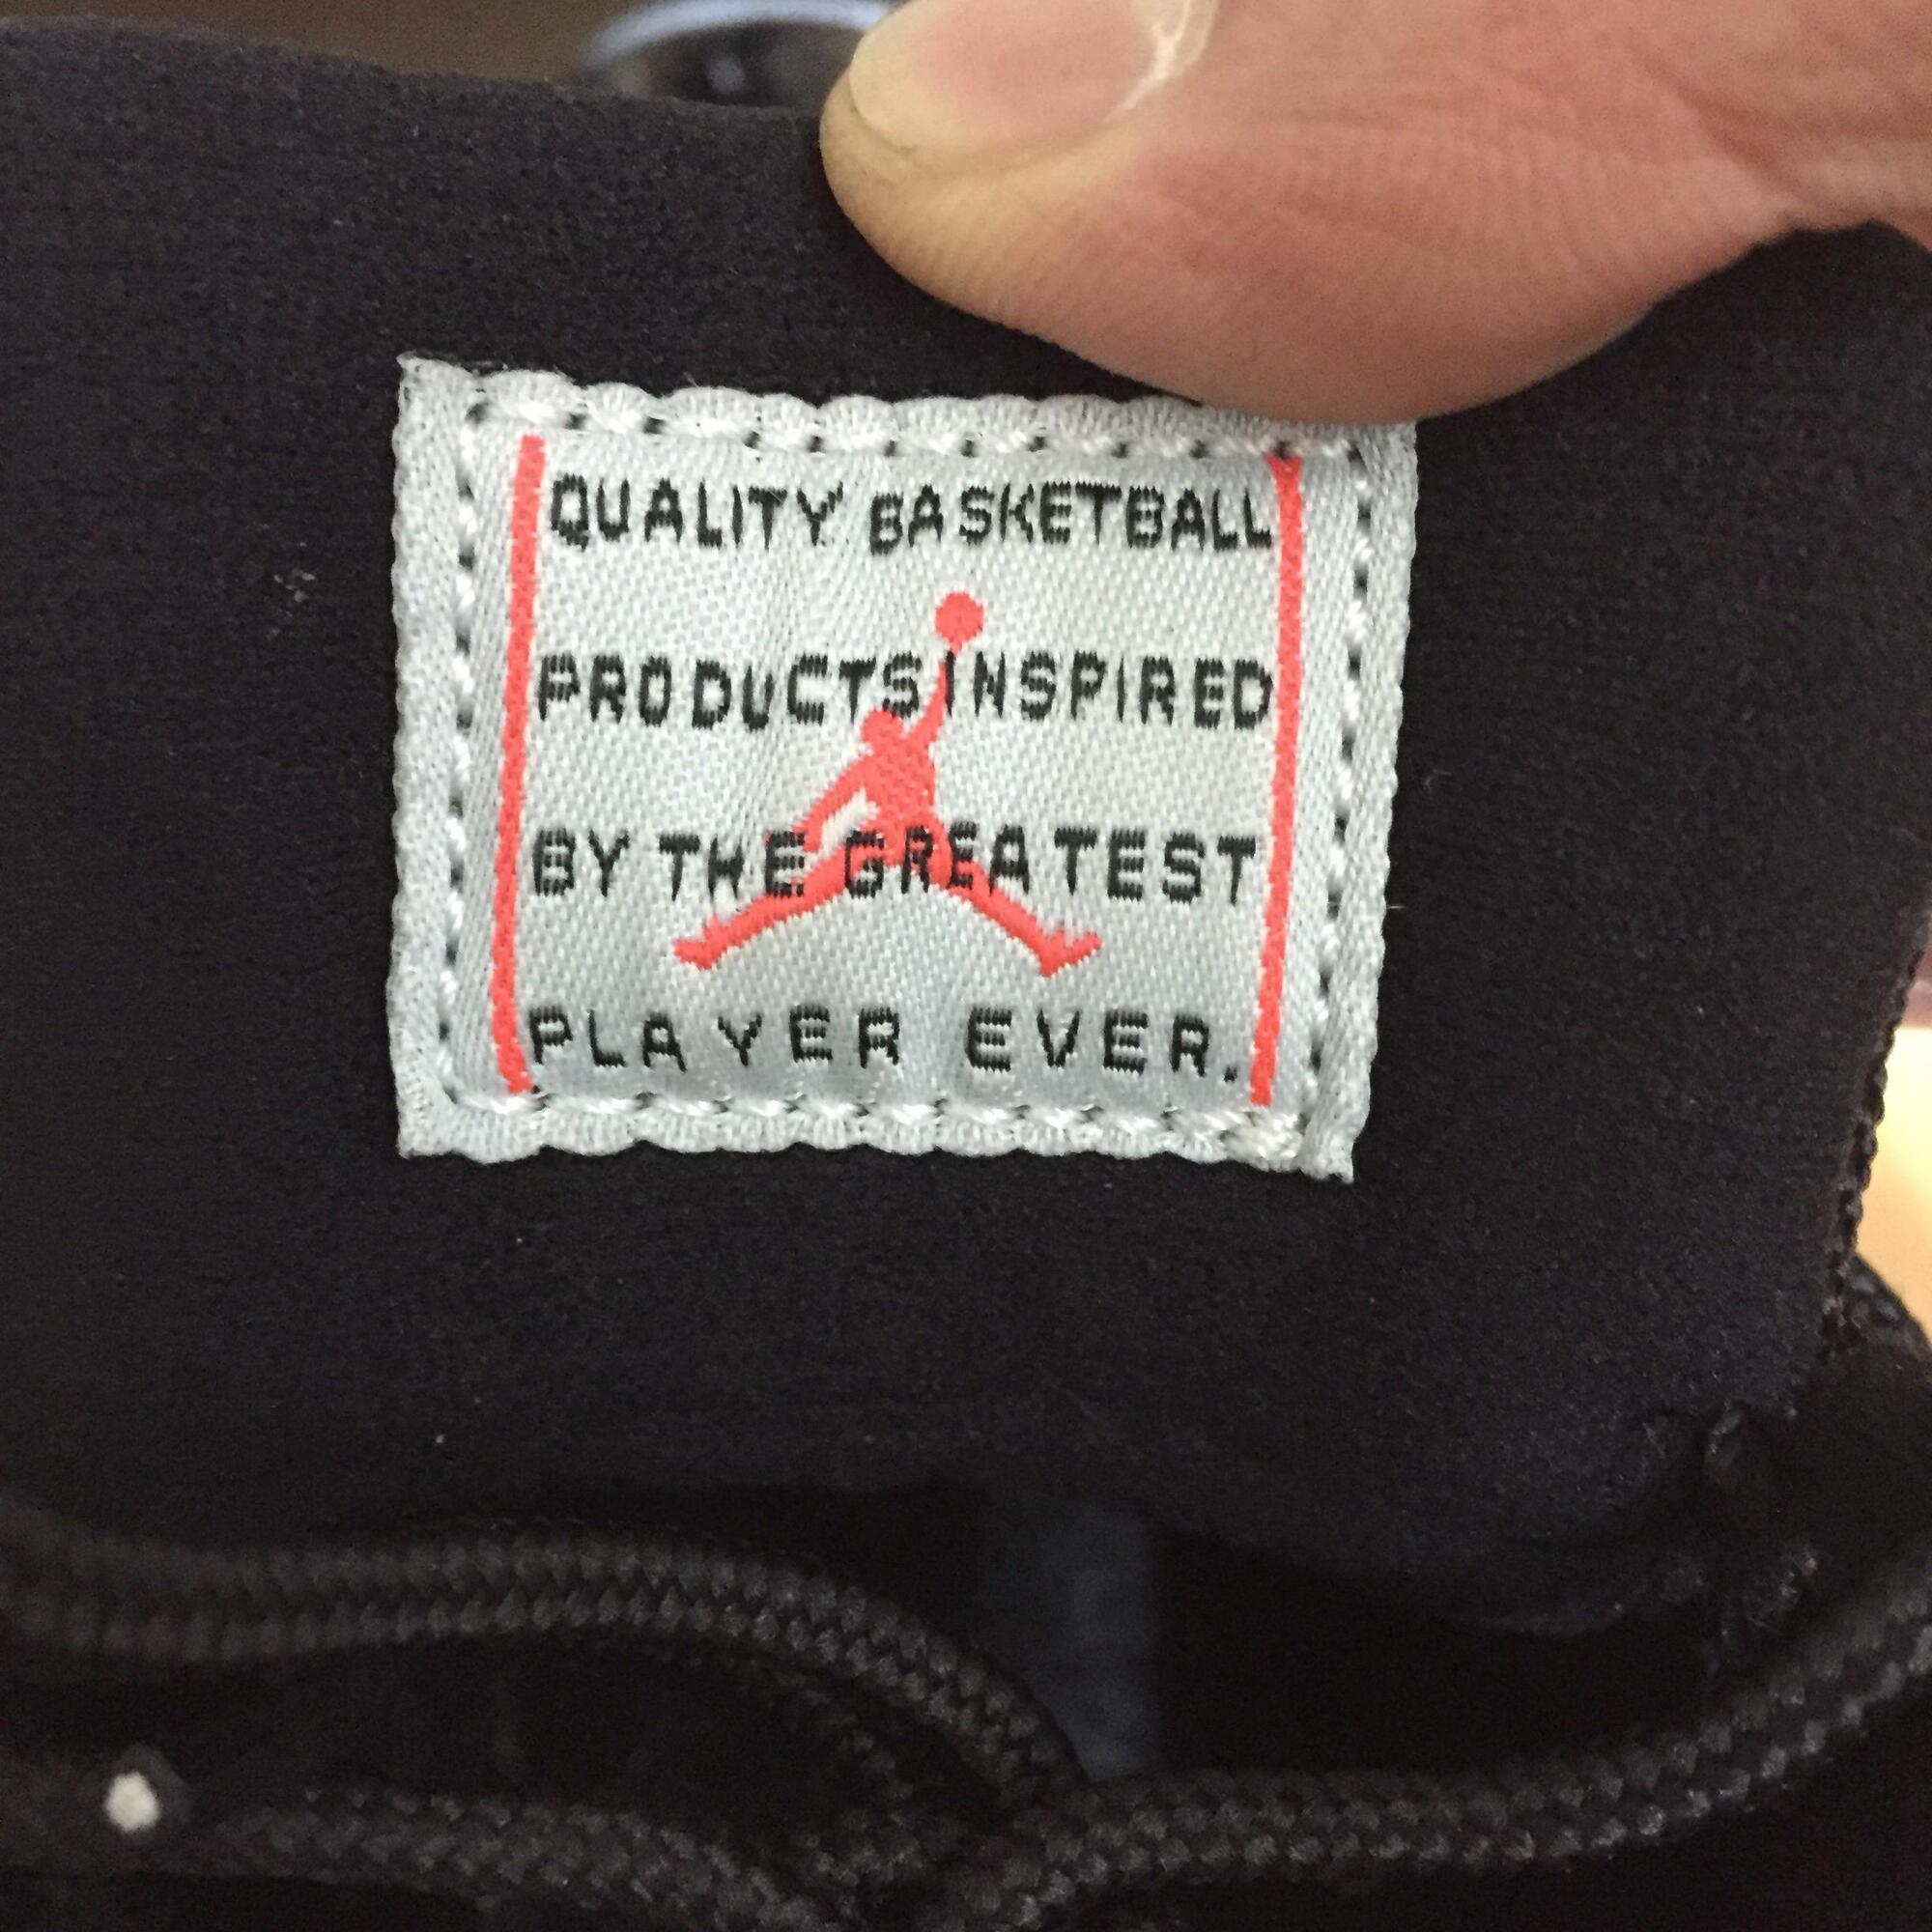 QUALITY BASKETBALL
PRODUCTS INSPIRED
BY THE GREATEST
PLAYER EVER.